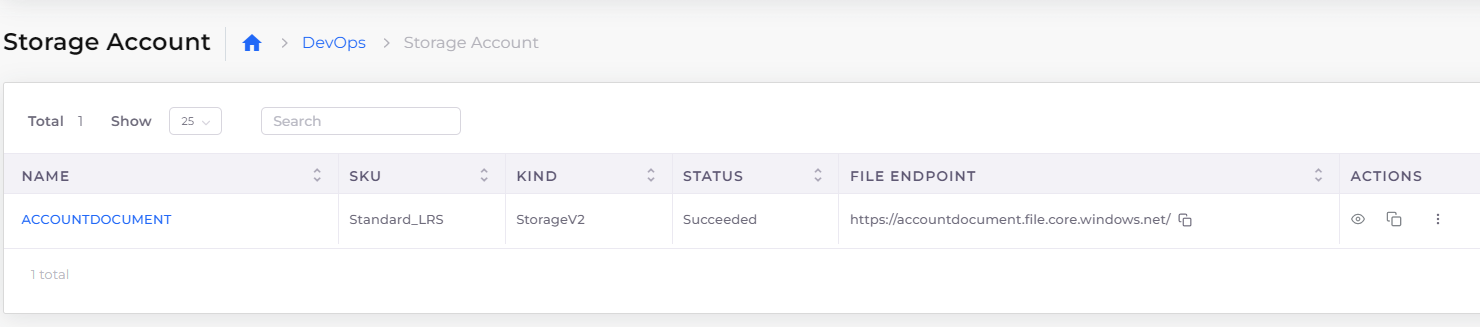 Storage Account > DevOps > Storage Account
Total 1 Show 25 Search
NAME SKU KIND STATUS FILE ENDPOINT ACTIONS
ACCOUNTDOCUMENT Standard_LRS StorageV2 Succeeded https://accountdocument.file.core.windows.net/
1 total